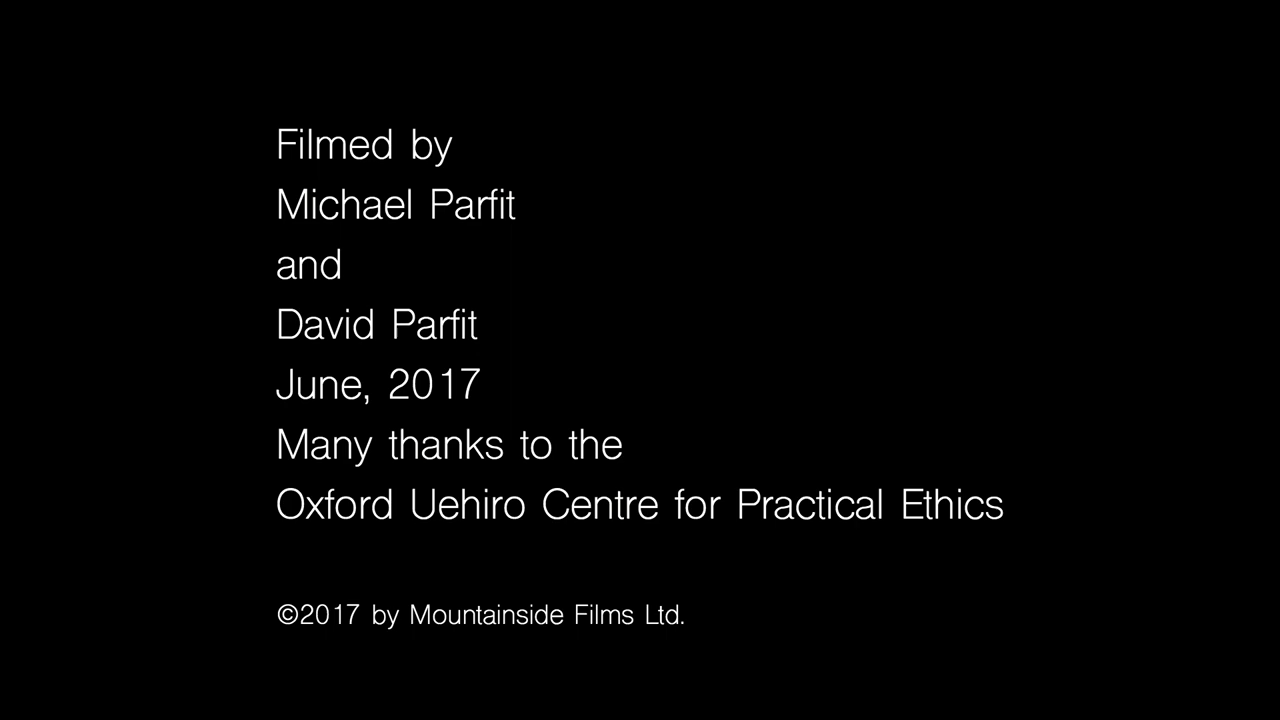 Filmed by
Michael Parfit
and
David Parfit
June, 2017
Many thanks to the
Oxford Uehiro Centre for Practical Ethics
©2017 by Mountainside Films Ltd.